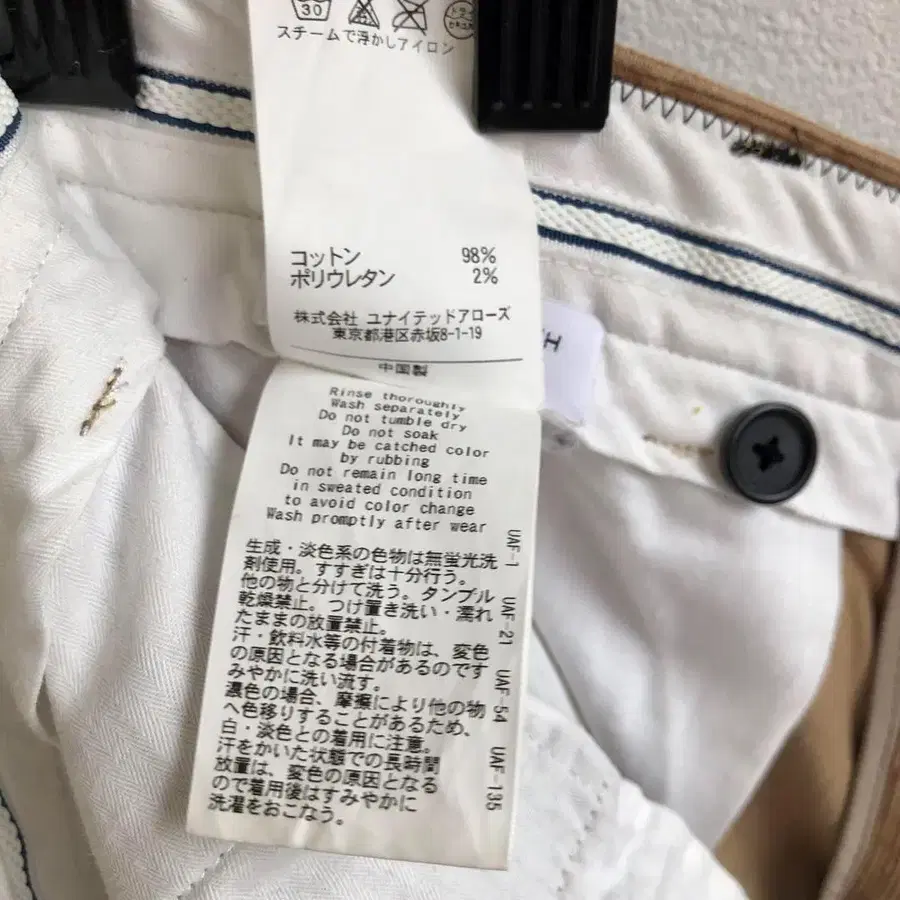 30
スチームで浮かしアイロン
コットン 98%
ポリウレタン 2%
株式会社 ユナイテッドアローズ
東京都港区赤坂8-1-19
中国製
Rinse thoroughly
Wash separately
Do not tumble dry
Do not soak
It may be catched color
by rubbing
Do not remain long time
in sweated condition
to avoid color change
Wash promptly after wear
生成・淡色系の色物は無蛍光洗
剤使用。すすぎは十分行う。
他の物と分けて洗う。タンブル
乾燥禁止。つけ置き洗い・濡れ
たままの放置禁止。
汗・飲料水等の付着物は、変色
の原因となる場合があるのです
みやかに洗い流す。
濃色の場合、摩擦により他の物
へ色移りすることがあるため、
白・淡色との着用に注意。
汗をかいた状態での長時間
放置は、変色の原因となる
ので着用後はすみやかに
洗濯をおこなう。
UAF-1 UAF-21 UAF-54 UAF-135
H